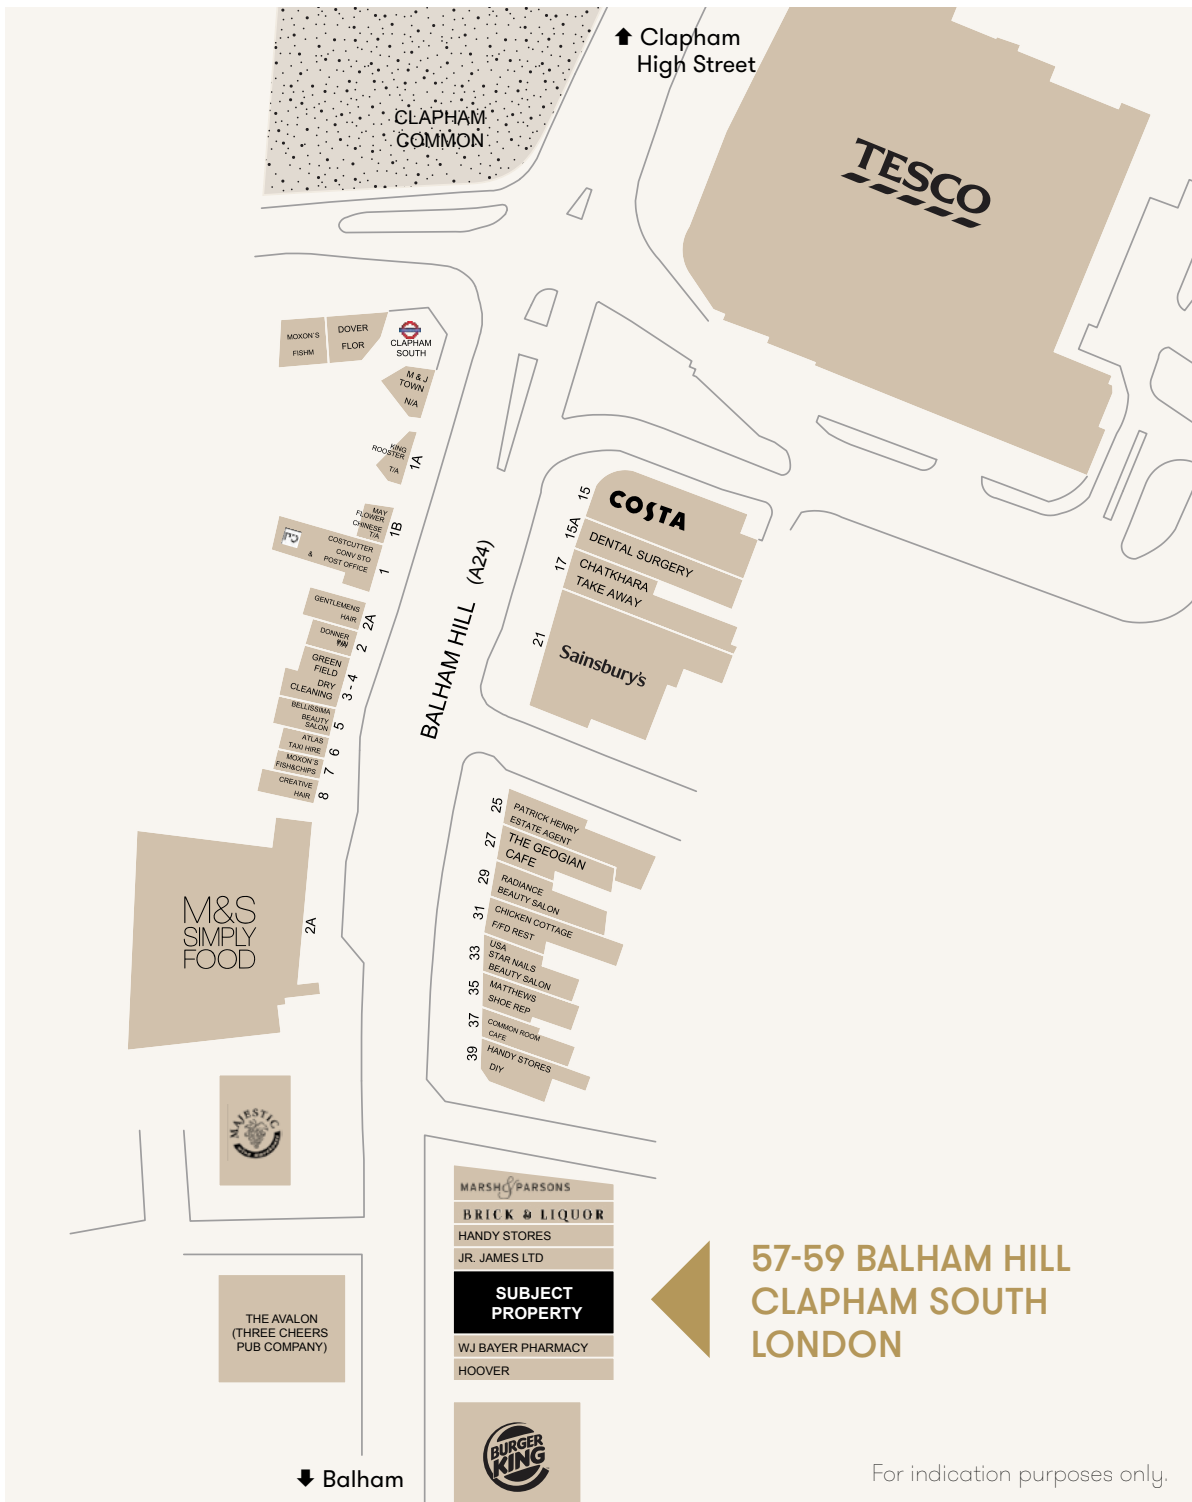 Clapham
High Street
CLAPHAM
COMMON
TESCO
MOXON'S
FISHM
DOVER
FLOR
CLAPHAM
SOUTH
M & J
TOWN
N/A
KING
ROOSTER
T/A
1A
MAY
FLOWER
CHINESE
T/A
1B
COSTCUTTER
CONV STO
& POST OFFICE
1
GENTLEMENS
HAIR
2A
DONNER
2
GREEN
FIELD
DRY
CLEANING
3 - 4
BELLISSIMA
BEAUTY
SALON
5
ATLAS
TAXI HIRE
6
MOXON'S
FISH&CHIPS
7
CREATIVE
HAIR
8
M&S
SIMPLY
FOOD
2A
BALHAM HILL (A24)
15
COSTA
15A
DENTAL SURGERY
17
CHATKHARA
TAKE AWAY
21
Sainsbury's
25
PATRICK HENRY
ESTATE AGENT
27
THE GEOGIAN
CAFE
29
RADIANCE
BEAUTY SALON
31
CHICKEN COTTAGE
F/FD REST
33
USA
STAR NAILS
BEAUTY SALON
35
MATTHEWS
SHOE REP
37
COMMON ROOM
CAFE
39
HANDY STORES
DIY
MAJESTIC
MARSH & PARSONS
BRICK & LIQUOR
HANDY STORES
JR. JAMES LTD
SUBJECT
PROPERTY
WJ BAYER PHARMACY
HOOVER
57-59 BALHAM HILL
CLAPHAM SOUTH
LONDON
THE AVALON
(THREE CHEERS
PUB COMPANY)
BURGER
KING
Balham
For indication purposes only.